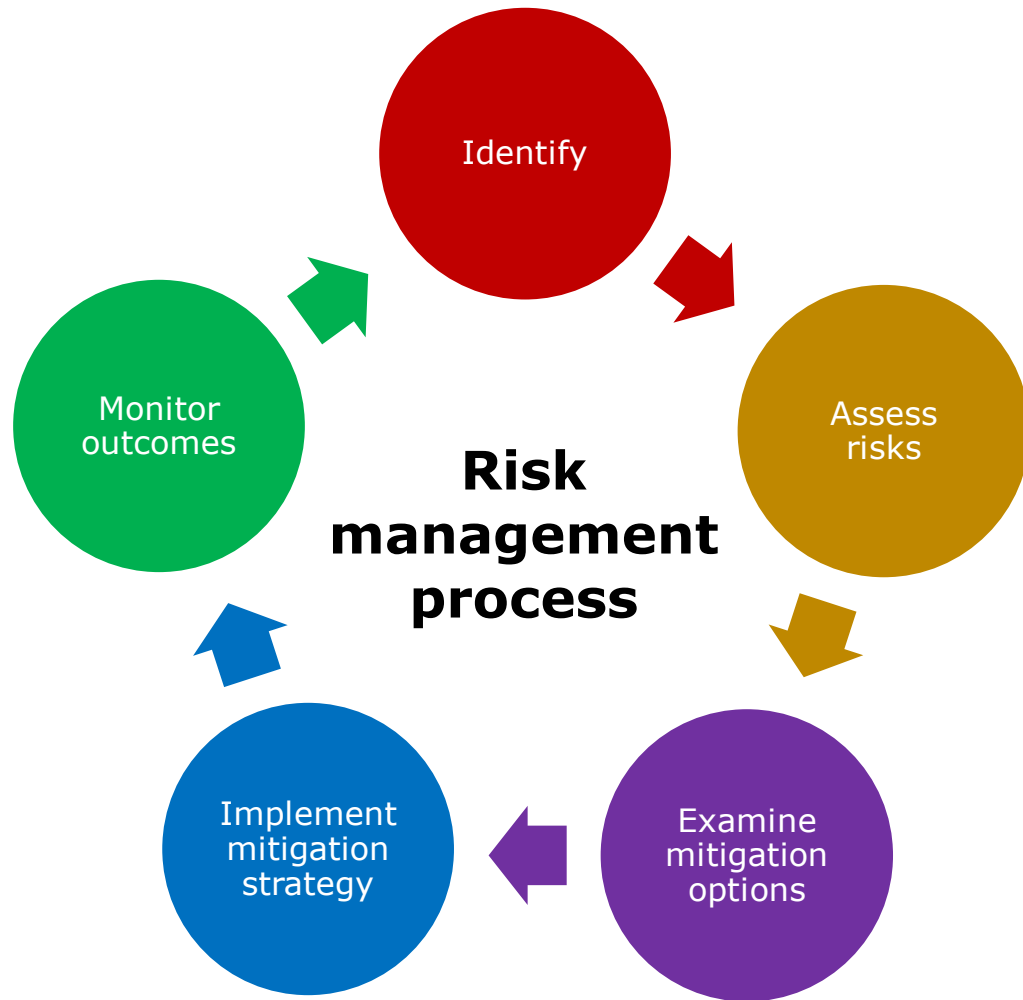 Identify
Assess
risks
Examine
mitigation
options
Implement
mitigation
strategy
Monitor
outcomes
Risk
management
process